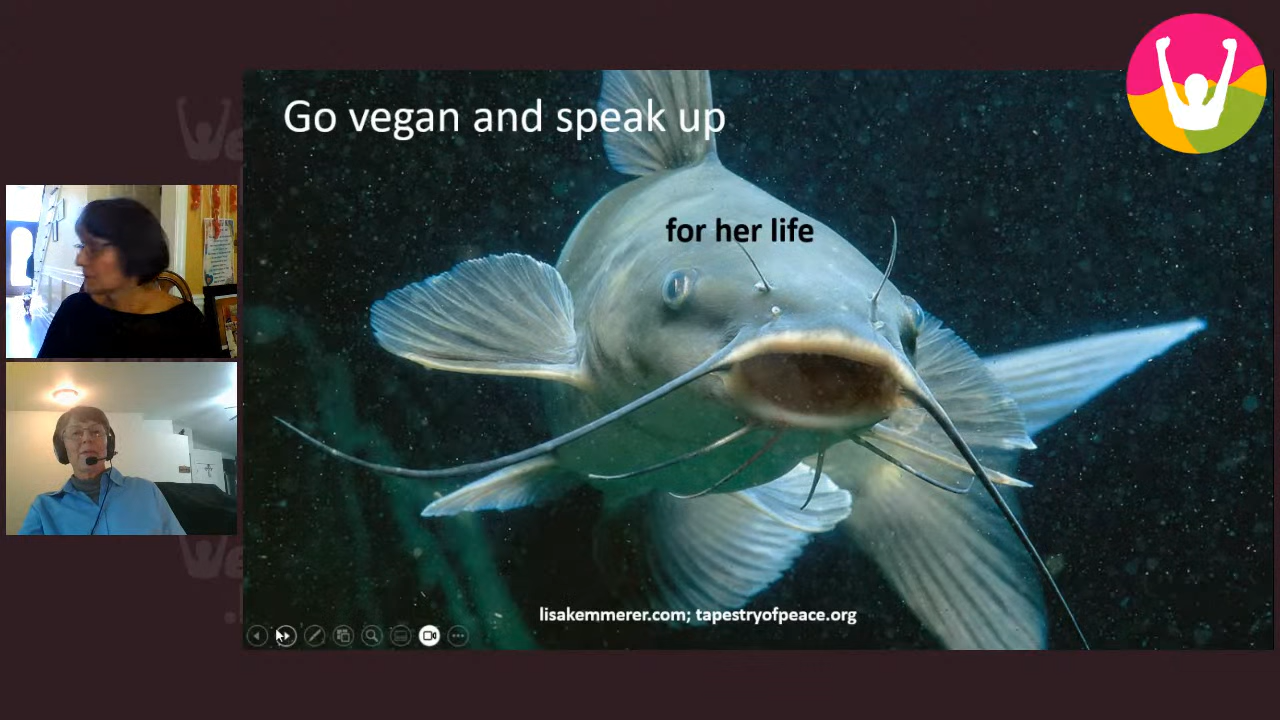 Go vegan and speak up
for her life
lisakemmerer.com; tapestryofpeace.org